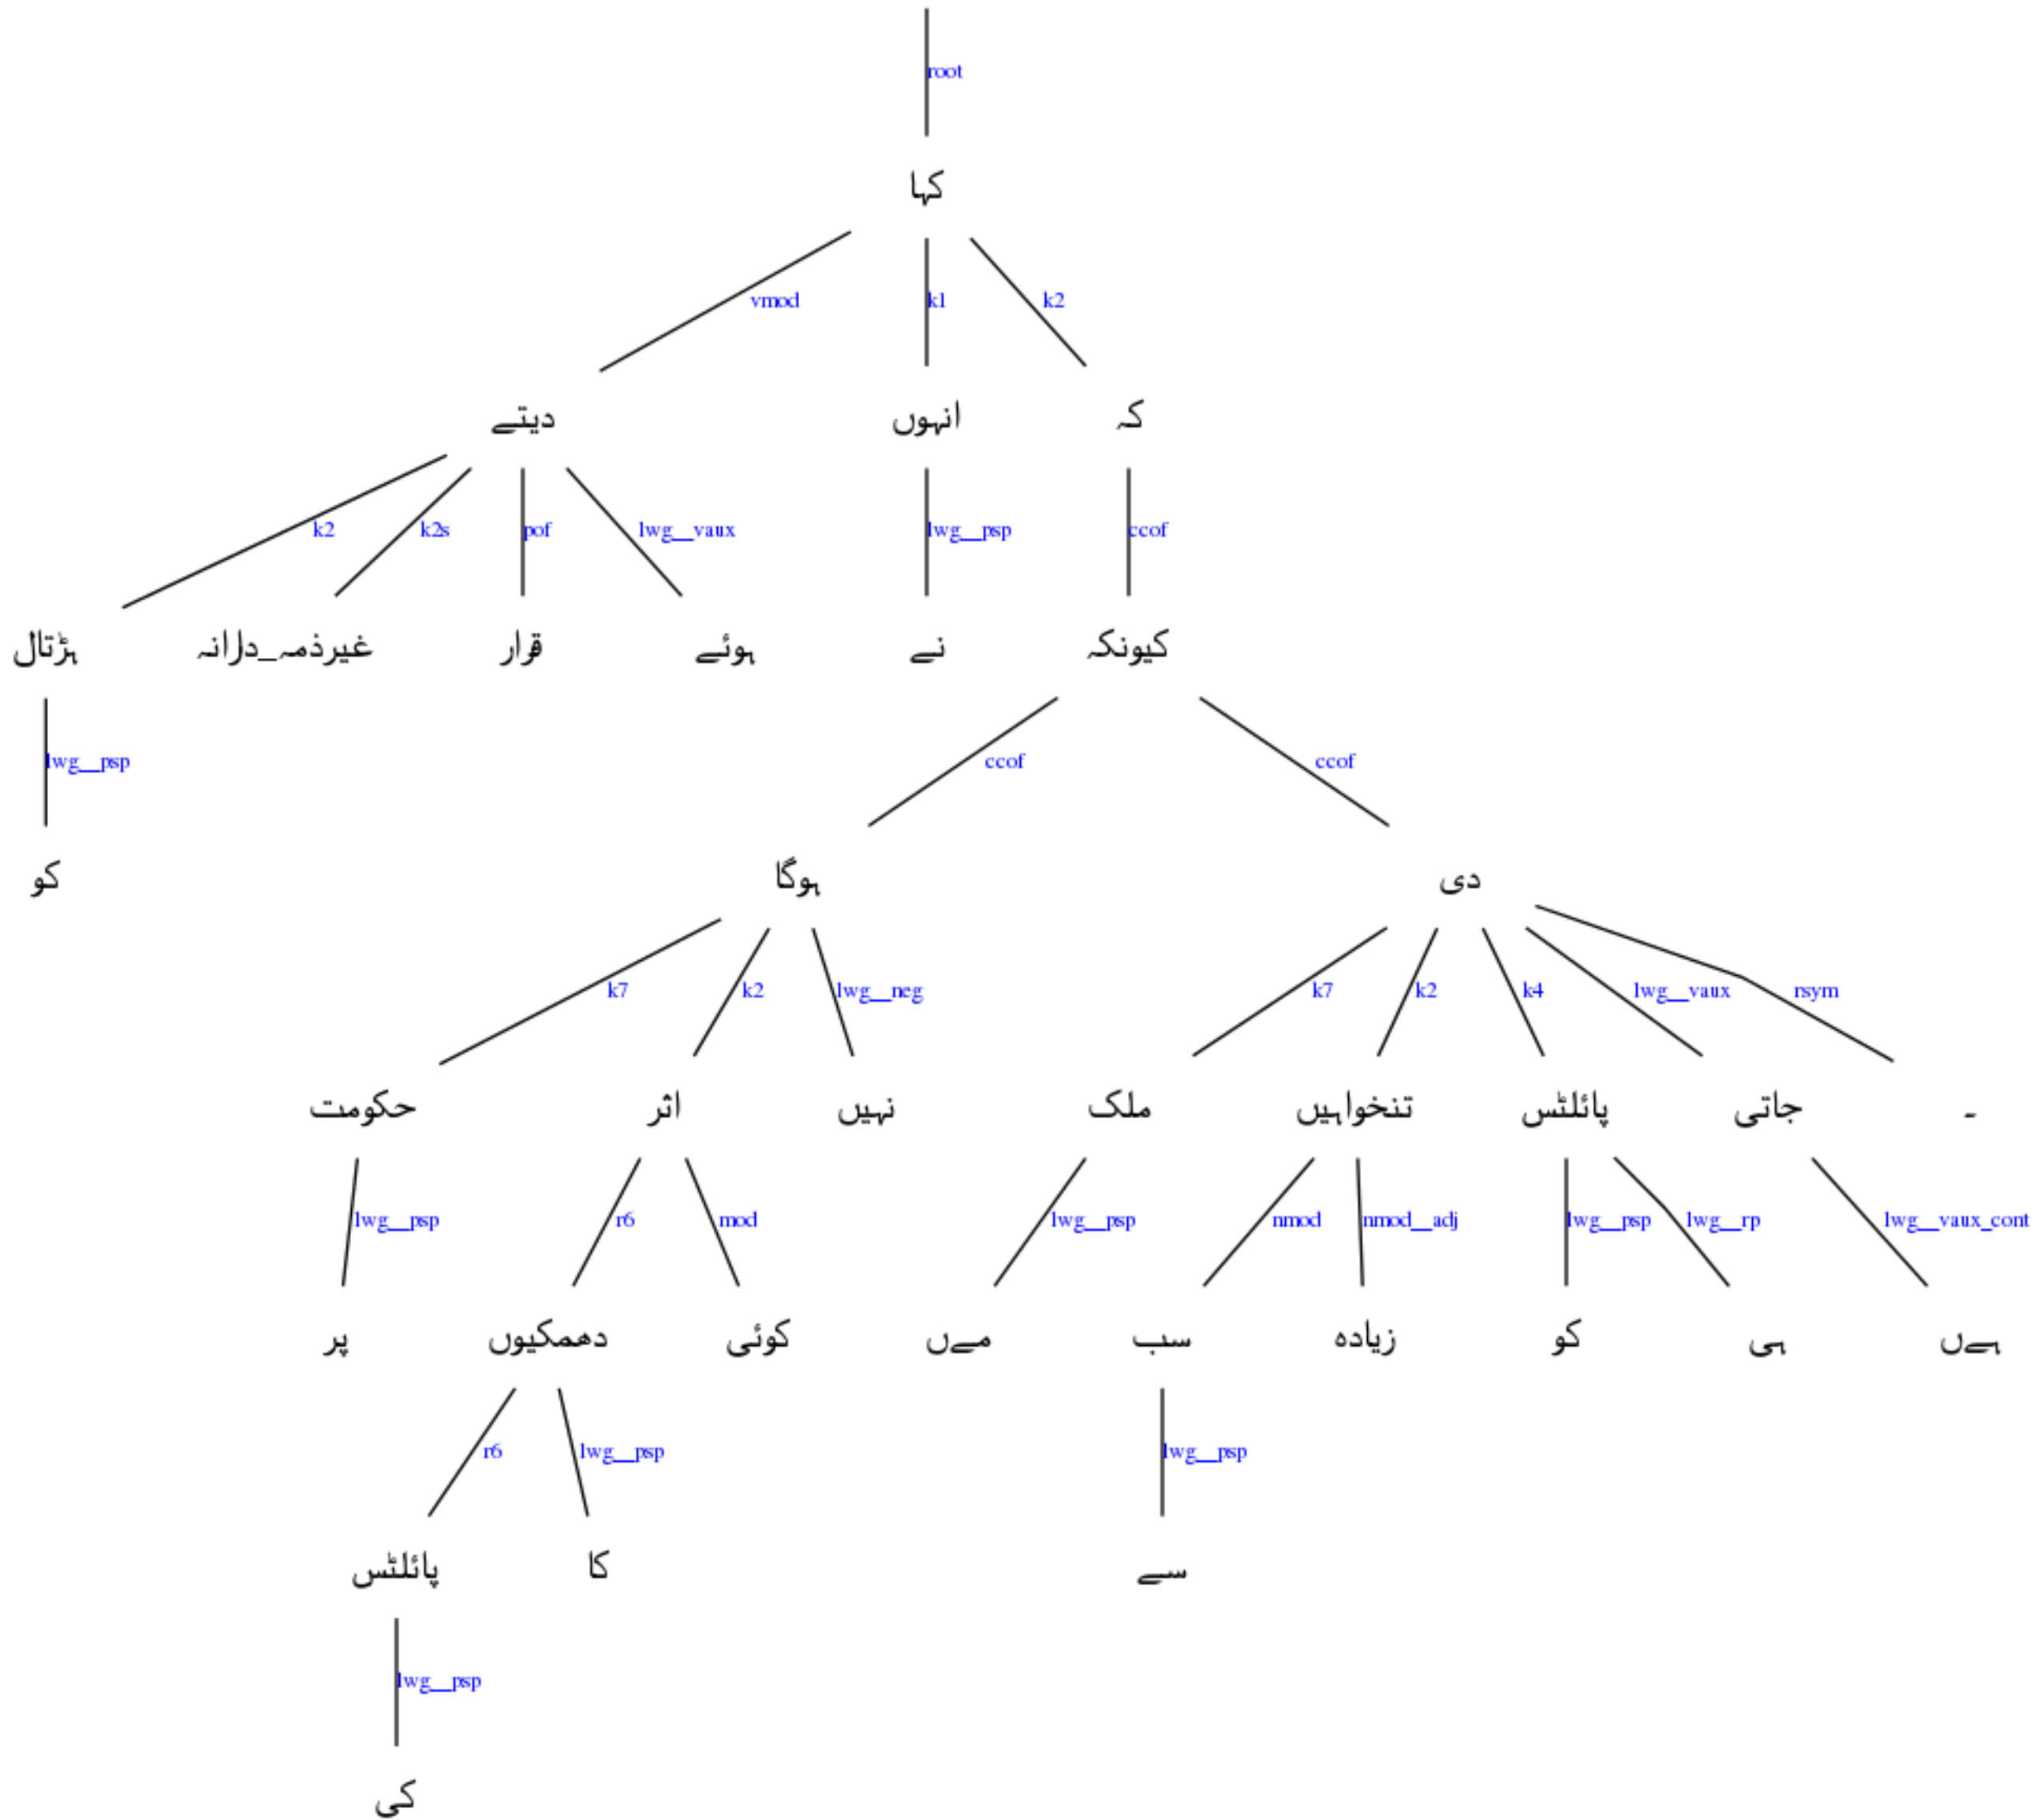 root
کہا
vmod k1 k2
دیتے انہوں کہ
k2 k2s pof lwg__vaux lwg__psp ccof
ہڑتال غیرذمہ_دارانہ قرار ہوئے نے کیونکہ
lwg__psp ccof ccof
کو ہوگا دی
k7 k2 lwg__neg k7 k2 k4 lwg__vaux rsym
حکومت اثر نہیں ملک تنخواہیں پائلٹس جاتی ۔
lwg__psp r6 mod lwg__psp nmod nmod__adj lwg__psp lwg__rp lwg__vaux_cont
پر دھمکیوں کوئی مےں سب زیادہ کو ہی ہےں
r6 lwg__psp lwg__psp
پائلٹس کا سے
lwg__psp
کی